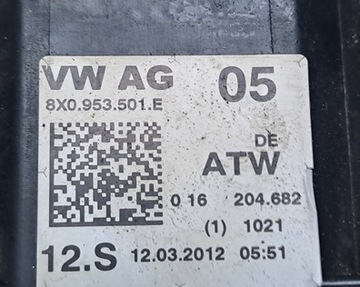 VW AG 05
8X0.953.501.E
DE
ATW
0 16 204.682
(1) 1021
12.S 12.03.2012 05:51